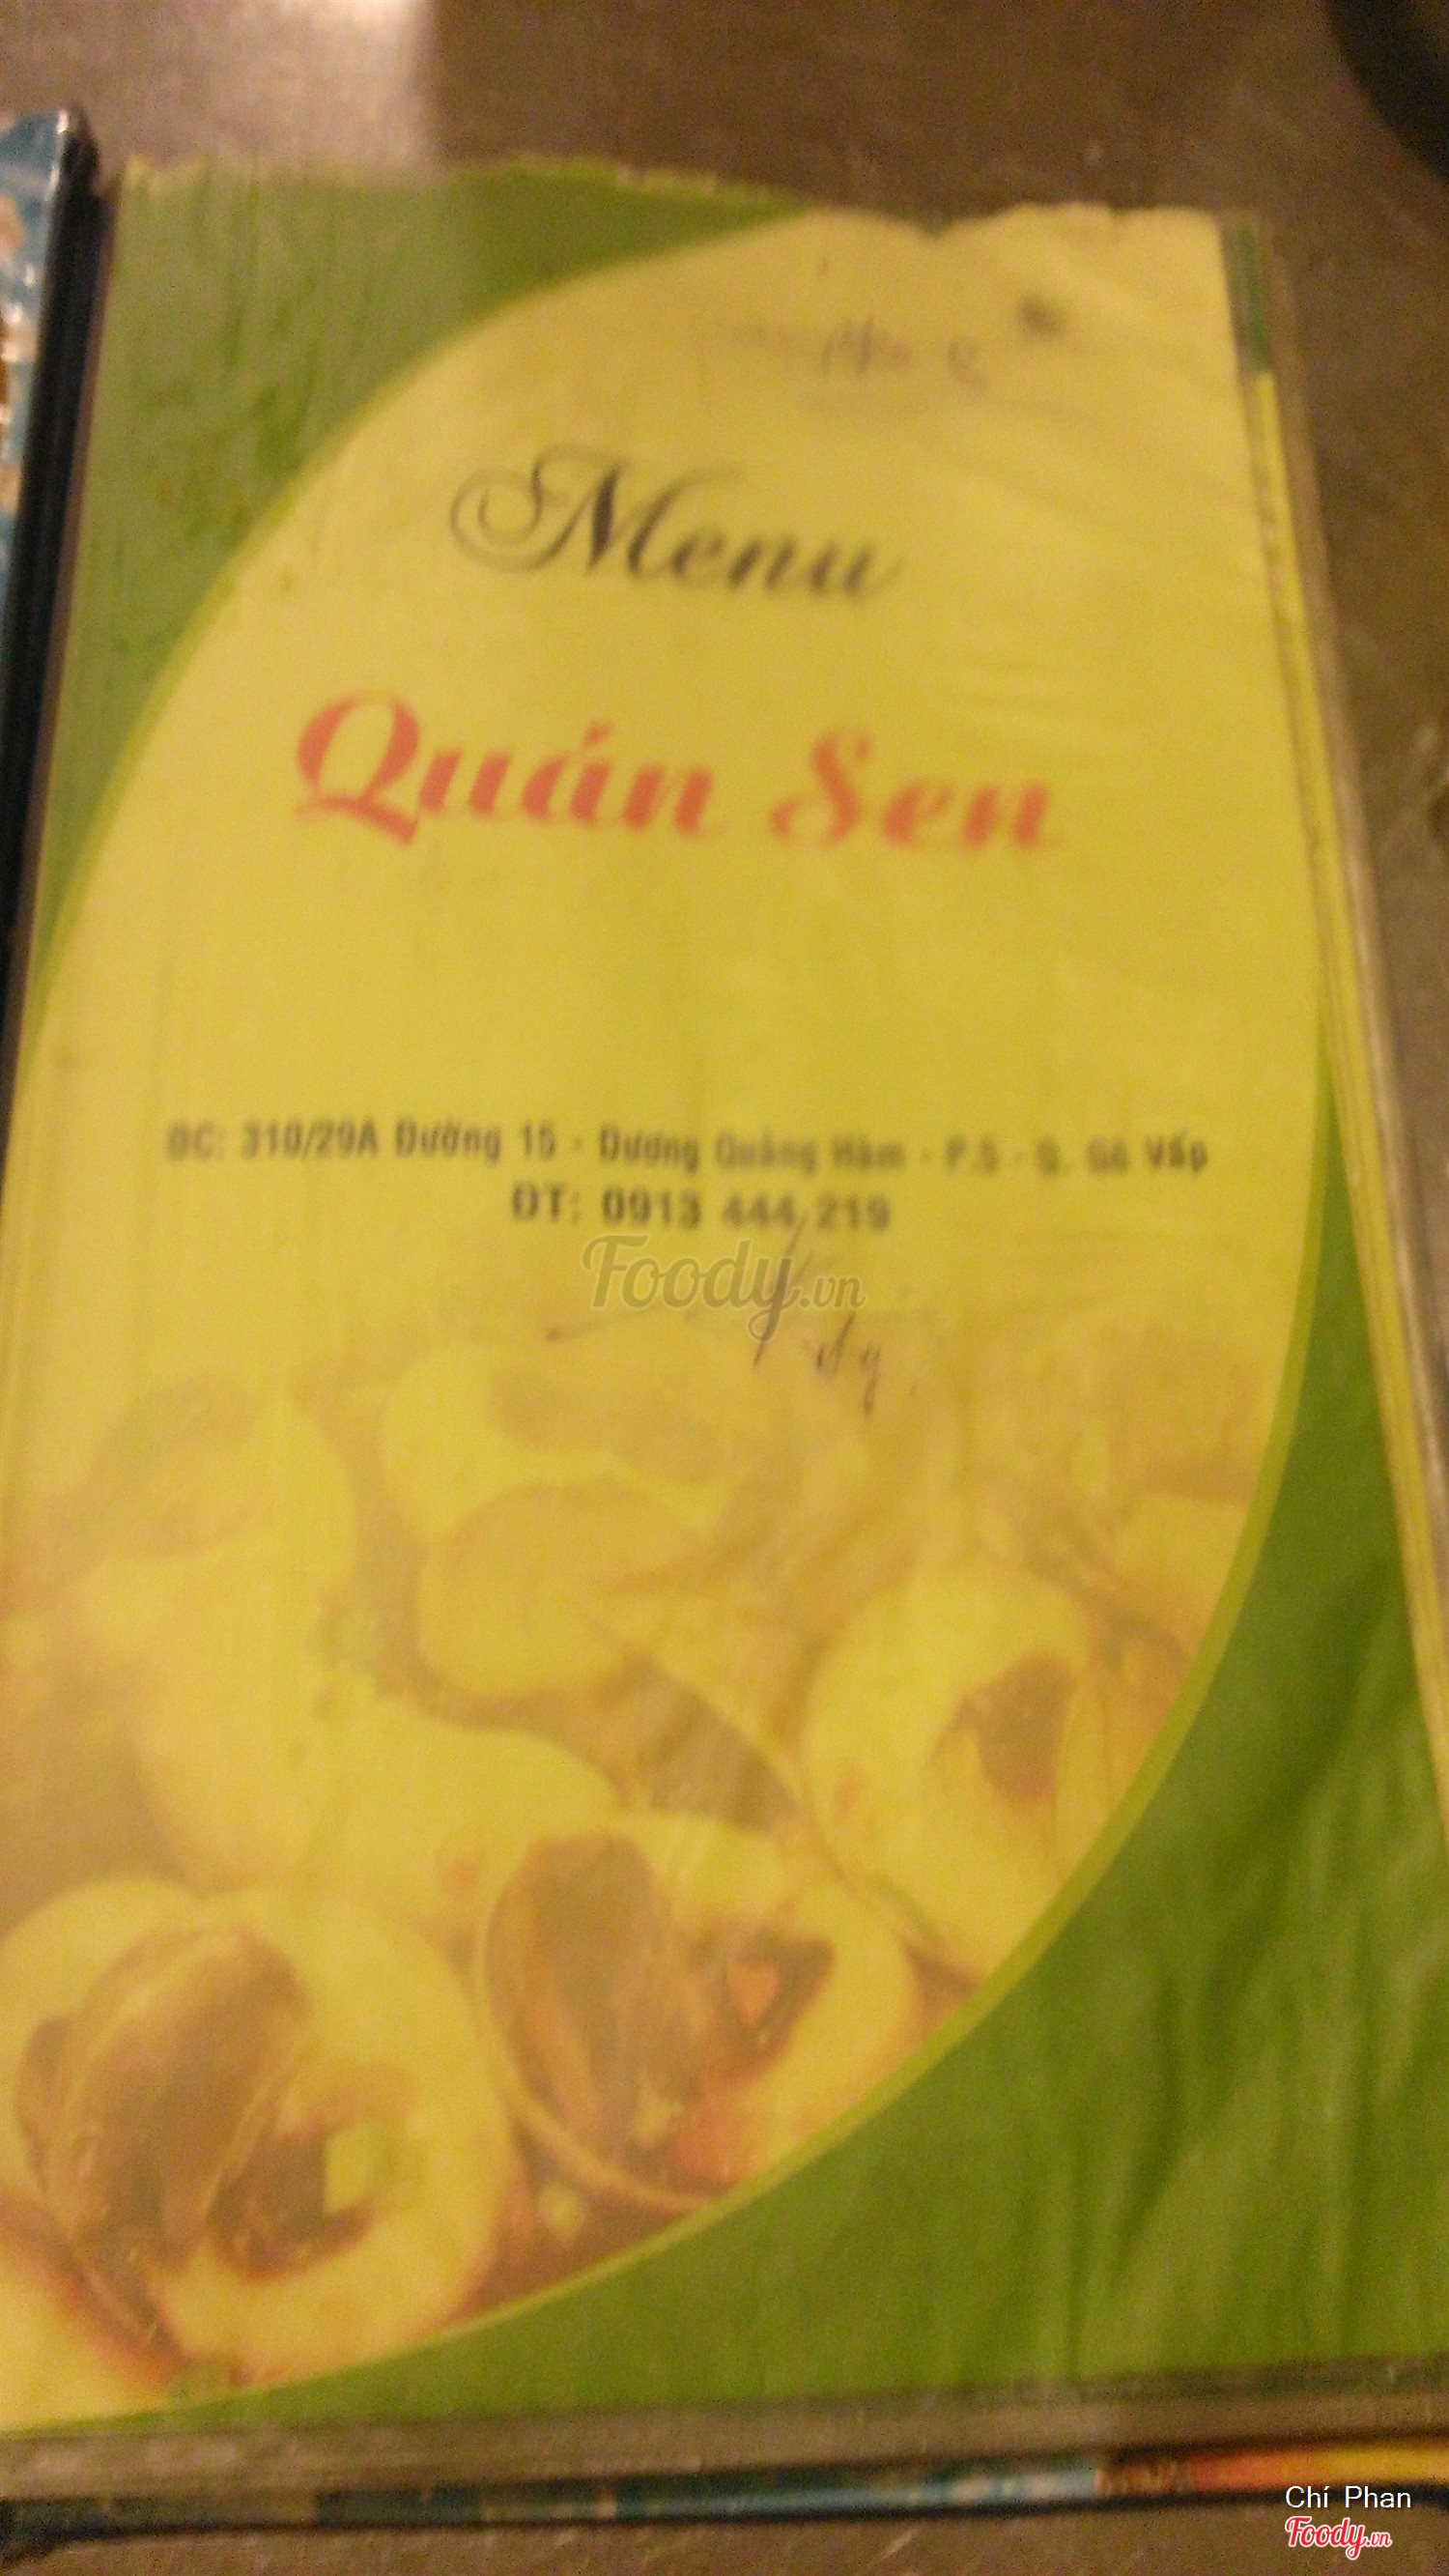 Menu
Quán Sen
ĐC: 310/29A Đường 15 - Dương Quảng Hàm - P.5 - Q. Gò Vấp
ĐT: 0913 444 219
Foody.vn
Chí Phan
Foody.vn